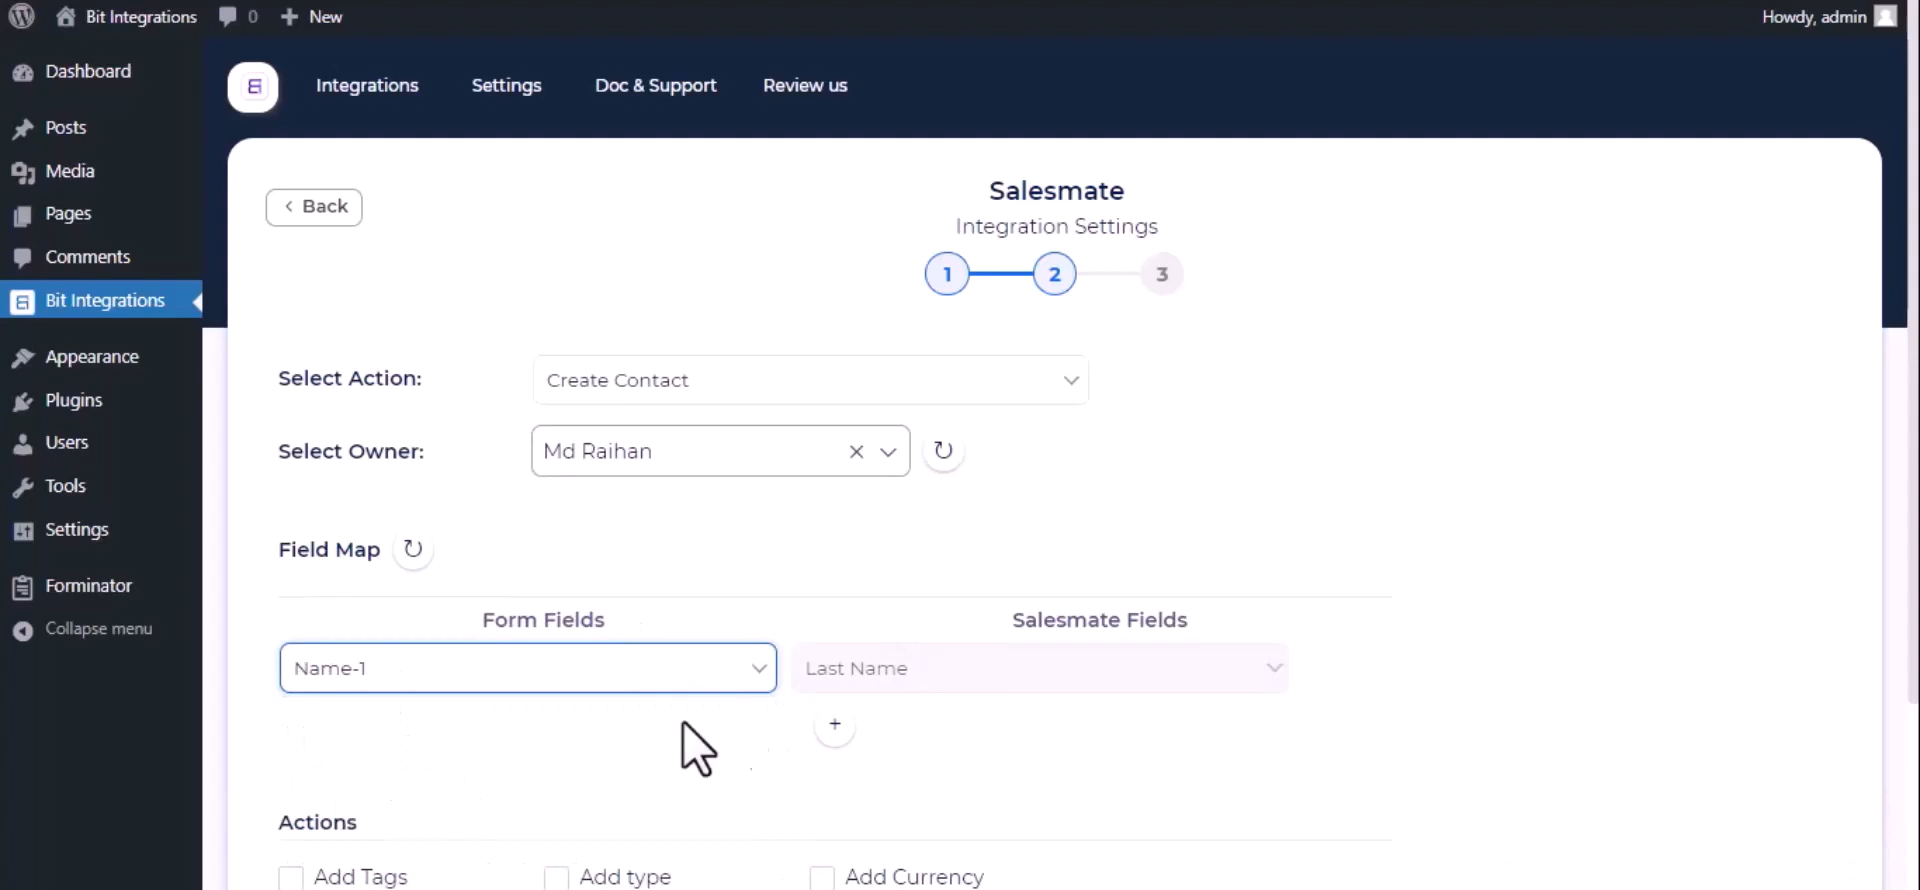 Bit Integrations 0 New Howdy, admin
Dashboard
Posts
Media
Pages
Comments
Bit Integrations
Appearance
Plugins
Users
Tools
Settings
Forminator
Collapse menu
Integrations Settings Doc & Support Review us
Back
Salesmate
Integration Settings
1 2 3
Select Action: Create Contact
Select Owner: Md Raihan
Field Map
Form Fields Salesmate Fields
Name-1 Last Name
+
Actions
Add Tags Add type Add Currency